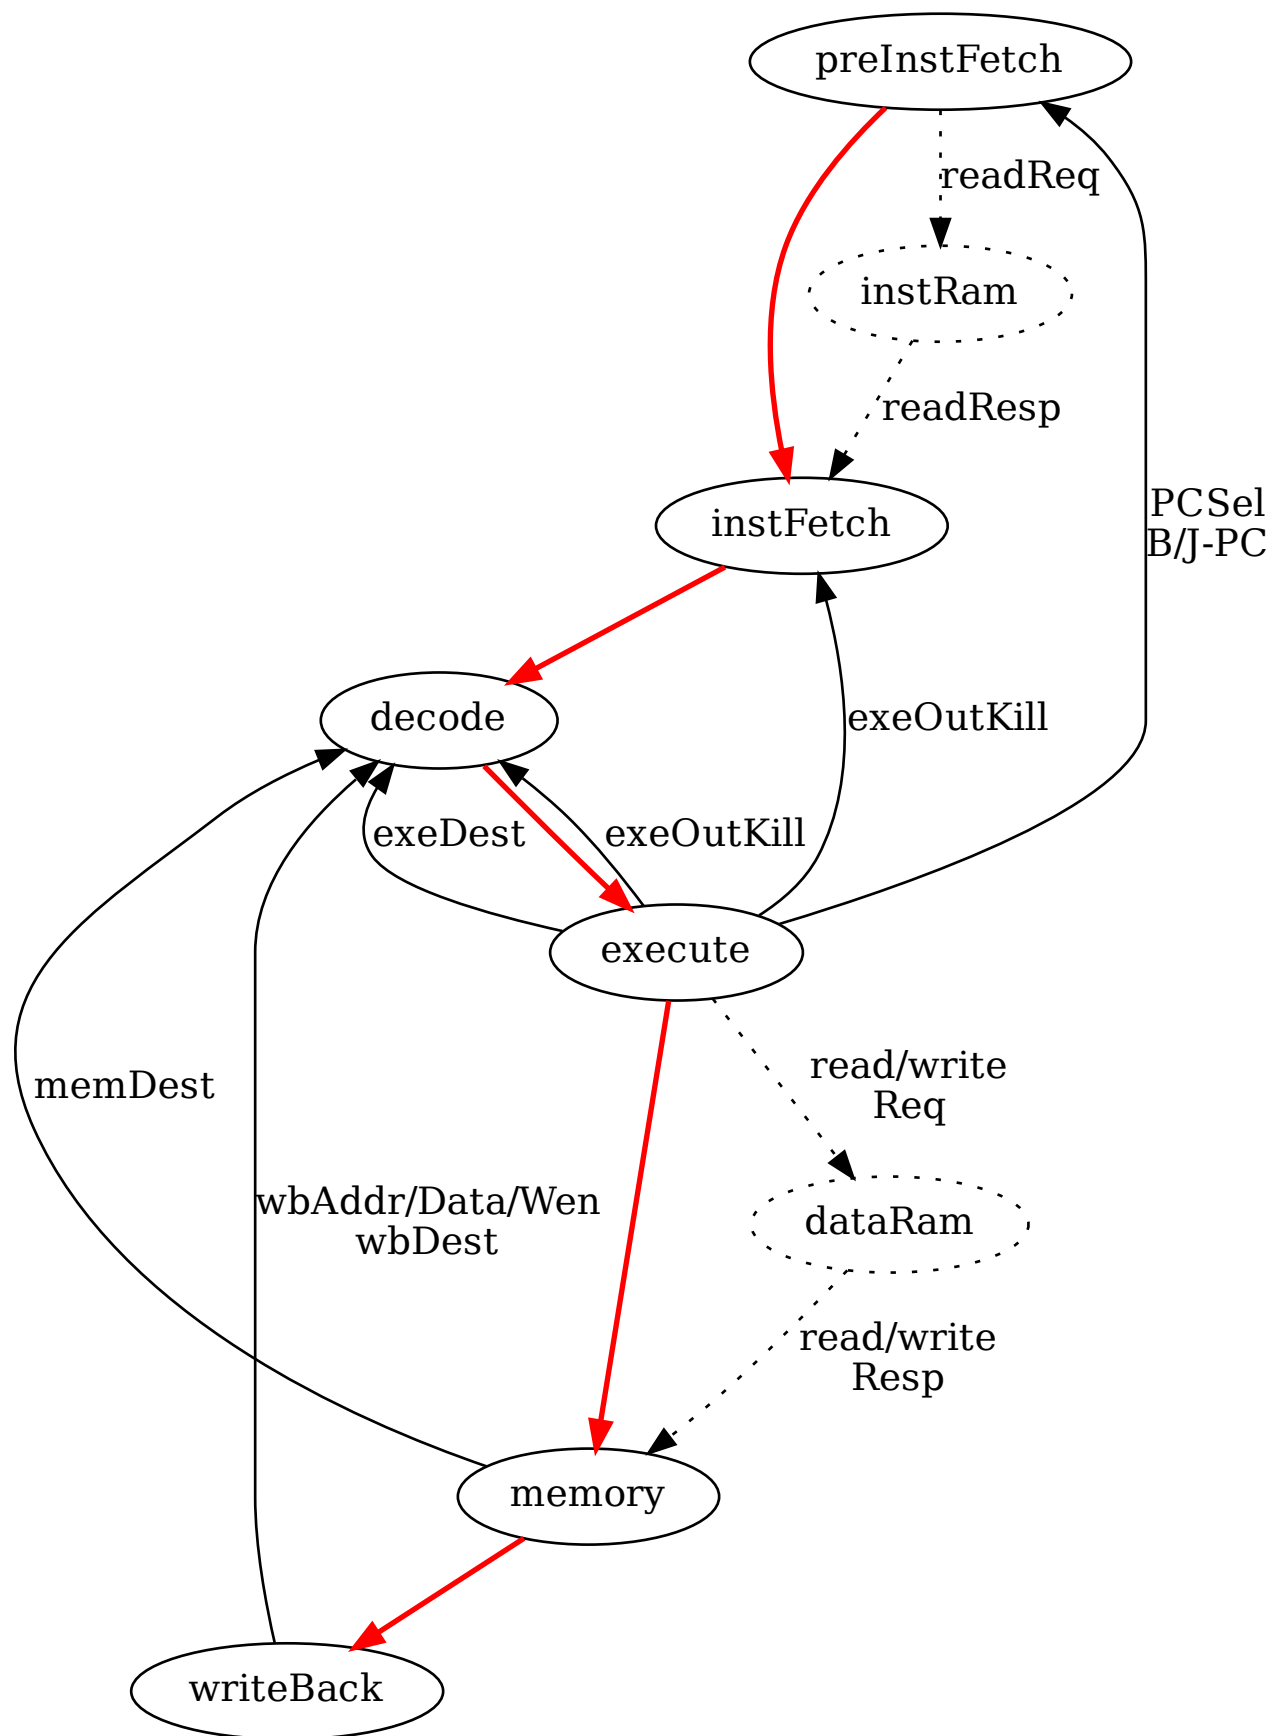 preInstFetch
readReq
instRam
readResp
PCSel
B/J-PC
instFetch
decode
exeOutKill
exeDest
exeOutKill
execute
read/write
Req
memDest
wbAddr/Data/Wen
wbDest
dataRam
read/write
Resp
memory
writeBack